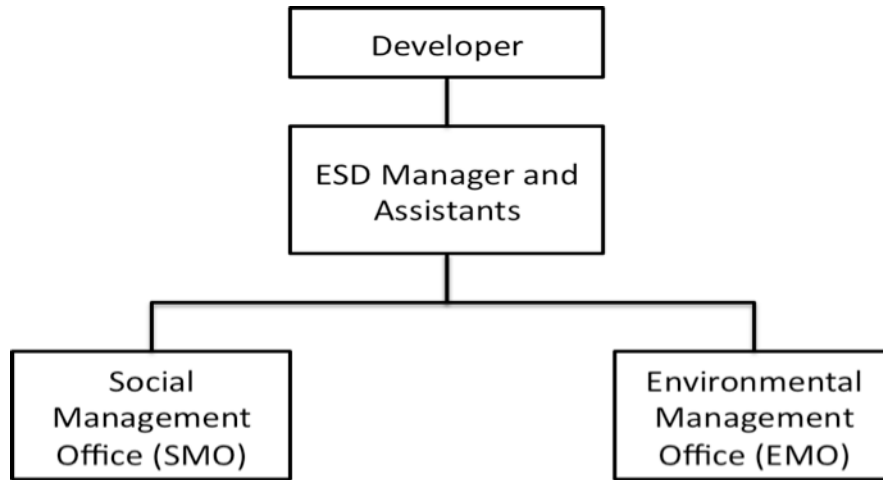 Developer
ESD Manager and
Assistants
Social
Management
Office (SMO)
Environmental
Management
Office (EMO)